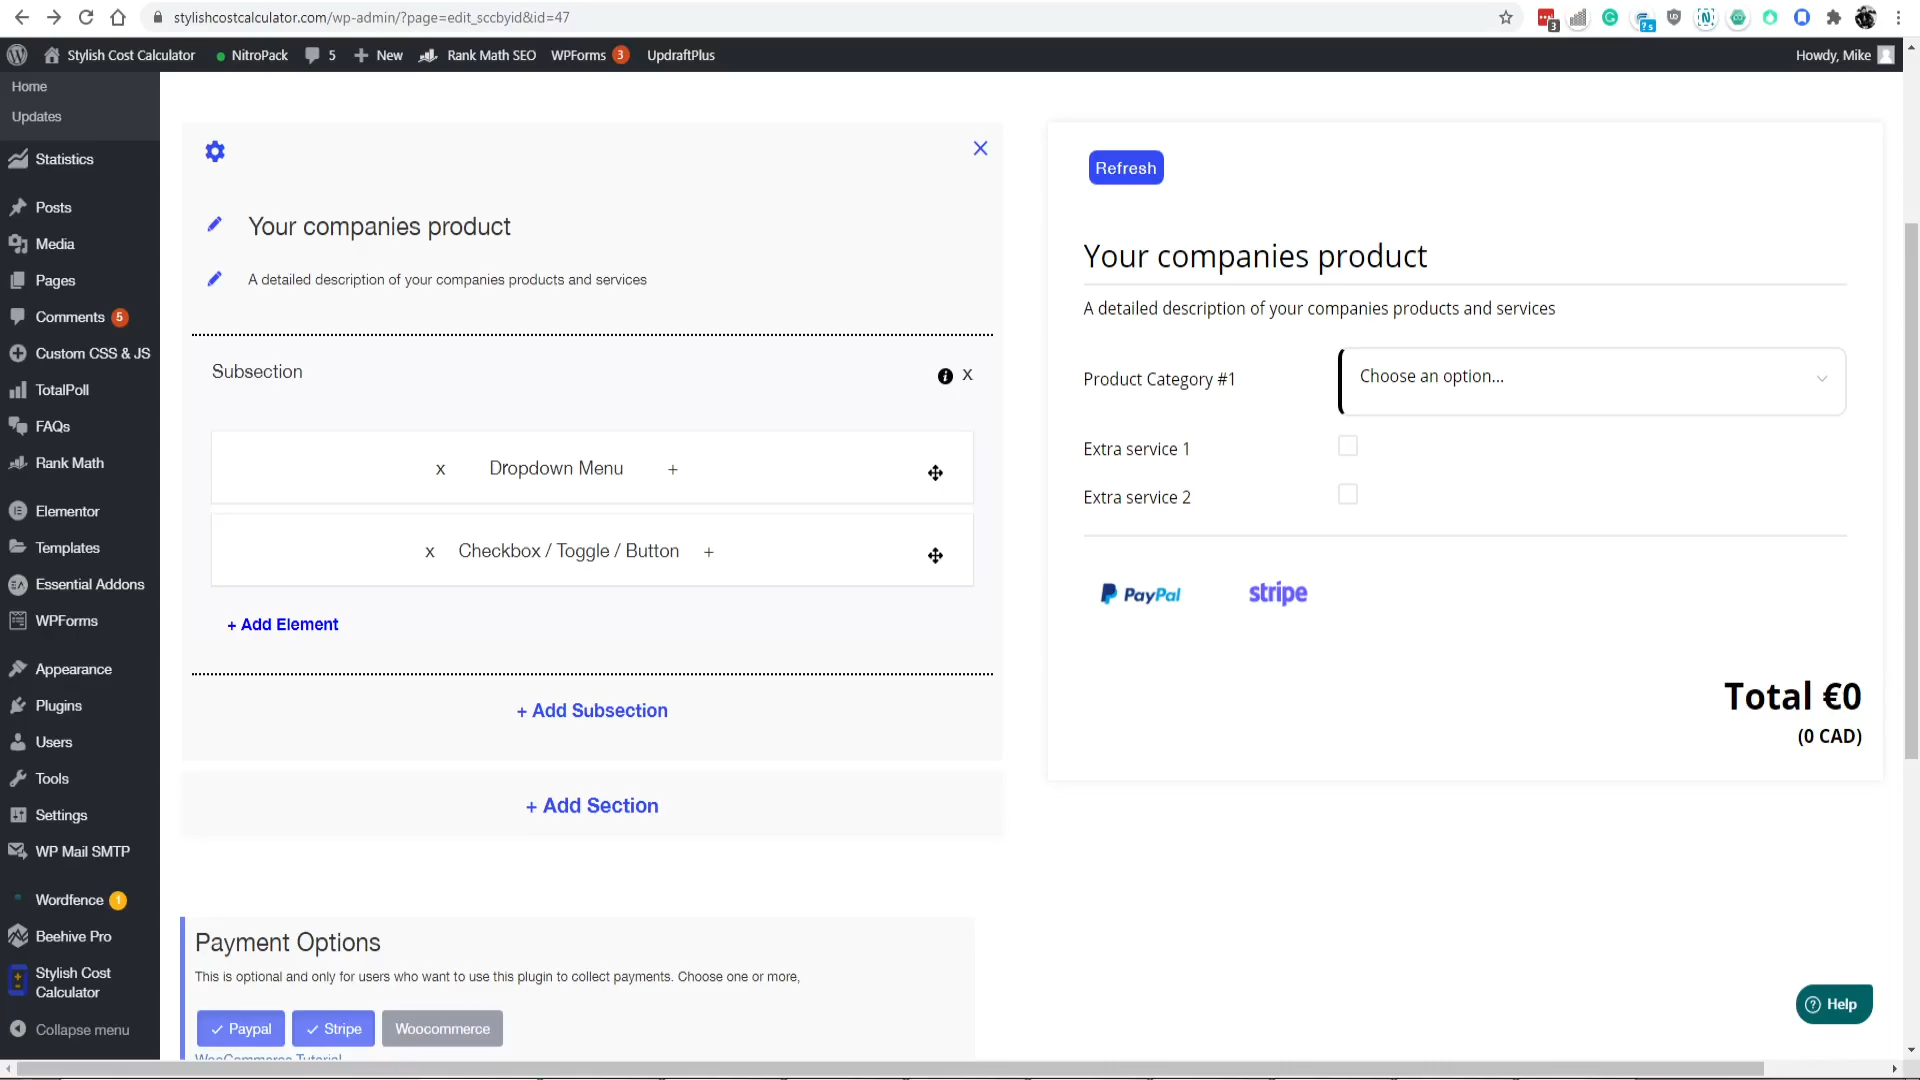 stylishcostcalculator.com/wp-admin/?page=edit_sccbyid&id=47
3
Stylish Cost Calculator
NitroPack
5
New
Rank Math SEO
WPForms 3
UpdraftPlus
Howdy, Mike
Home
Updates
Statistics
Posts
Media
Pages
Comments 5
Custom CSS & JS
TotalPoll
FAQs
Rank Math
Elementor
Templates
Essential Addons
WPForms
Appearance
Plugins
Users
Tools
Settings
WP Mail SMTP
Wordfence 1
Beehive Pro
Stylish Cost
Calculator
Collapse menu
Your companies product
A detailed description of your companies products and services
Subsection
x
x Dropdown Menu +
x Checkbox / Toggle / Button +
+ Add Element
+ Add Subsection
+ Add Section
Payment Options
This is optional and only for users who want to use this plugin to collect payments. Choose one or more,
Paypal
Stripe
Woocommerce
WooCommerce Tutorial
Refresh
Your companies product
A detailed description of your companies products and services
Product Category #1
Choose an option...
Extra service 1
Extra service 2
PayPal
stripe
Total €0
(0 CAD)
Help